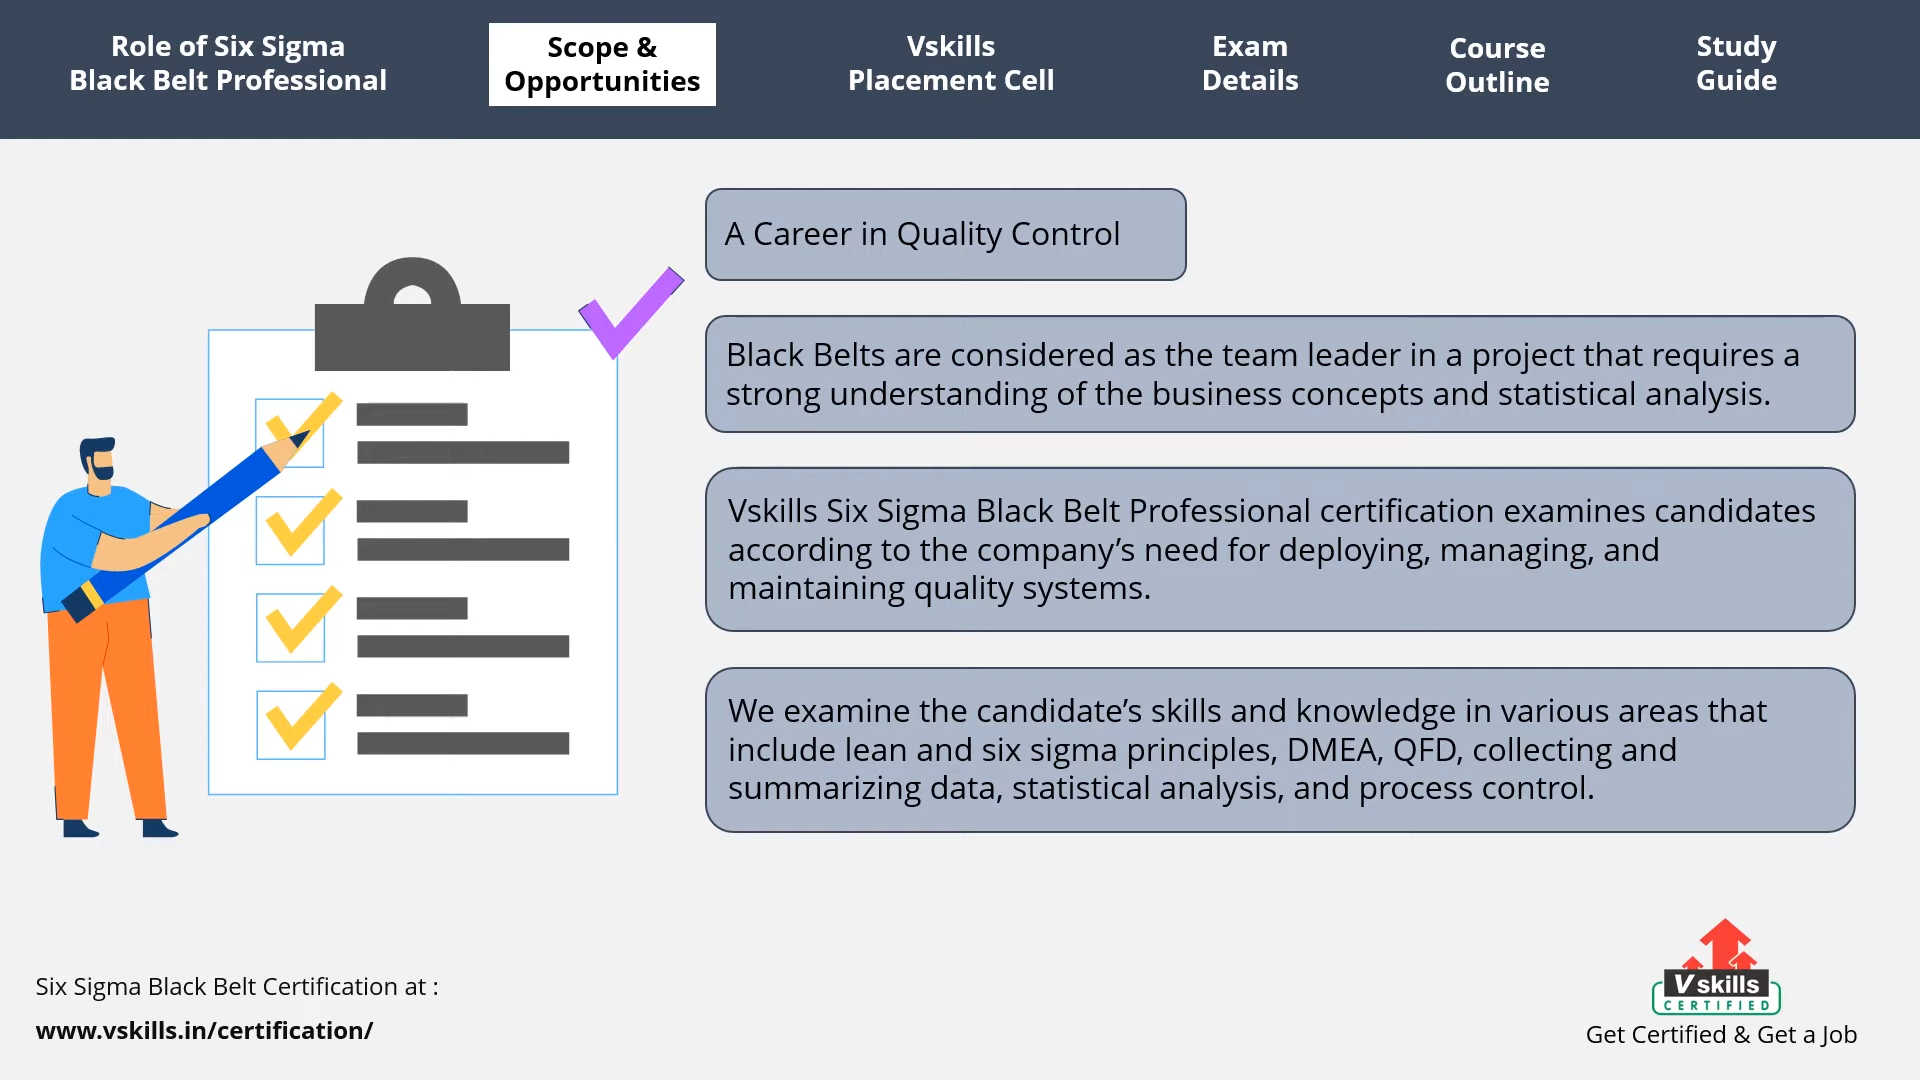 Role of Six Sigma
Black Belt Professional
Scope &
Opportunities
Vskills
Placement Cell
Exam
Details
Course
Outline
Study
Guide
A Career in Quality Control
Black Belts are considered as the team leader in a project that requires a
strong understanding of the business concepts and statistical analysis.
Vskills Six Sigma Black Belt Professional certification examines candidates
according to the company’s need for deploying, managing, and
maintaining quality systems.
We examine the candidate’s skills and knowledge in various areas that
include lean and six sigma principles, DMEA, QFD, collecting and
summarizing data, statistical analysis, and process control.
Six Sigma Black Belt Certification at :
www.vskills.in/certification/
Vskills
CERTIFIED
Get Certified & Get a Job